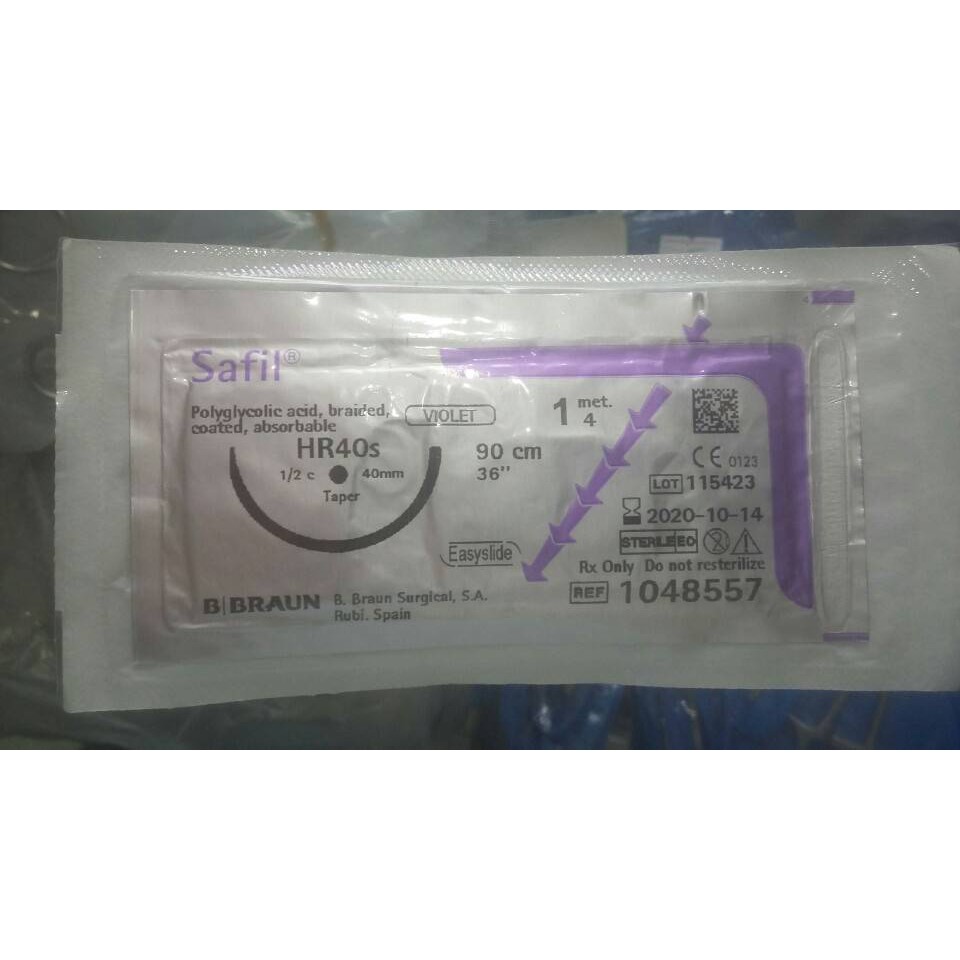 Safil®
Polyglycolic acid, braided,
coated, absorbable
VIOLET
HR40s
1/2 c 40mm
Taper
90 cm
36"
1 met.
4
Easyslide
CE 0123
LOT 115423
2020-10-14
STERILE EO
Rx Only Do not resterilize
REF 1048557
B|BRAUN
B. Braun Surgical, S.A.
Rubi. Spain